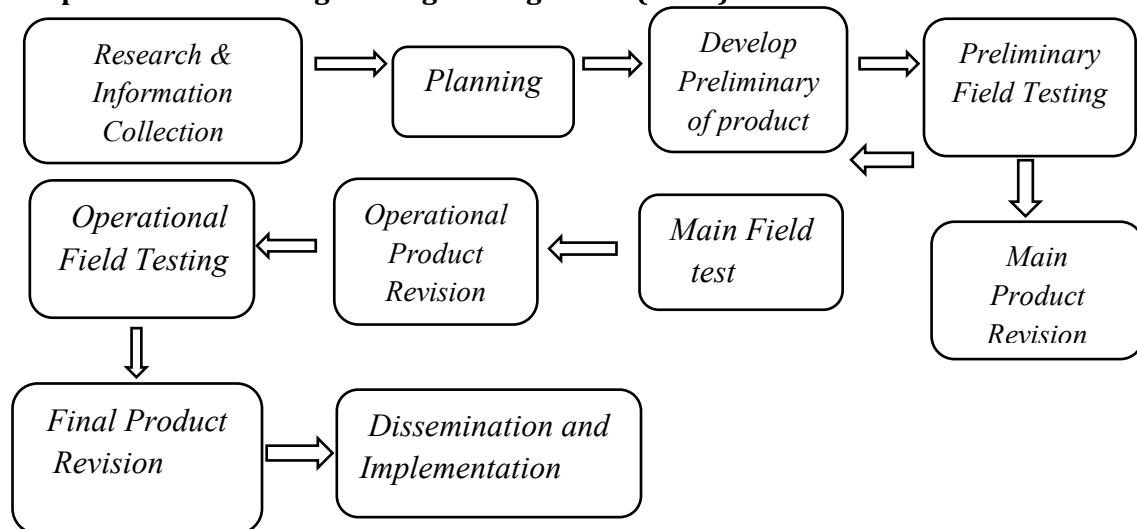 Research &
Information
Collection
Planning
Develop
Preliminary
of product
Preliminary
Field Testing
Operational
Field Testing
Operational
Product
Revision
Main Field
test
Main
Product
Revision
Final Product
Revision
Dissemination and
Implementation